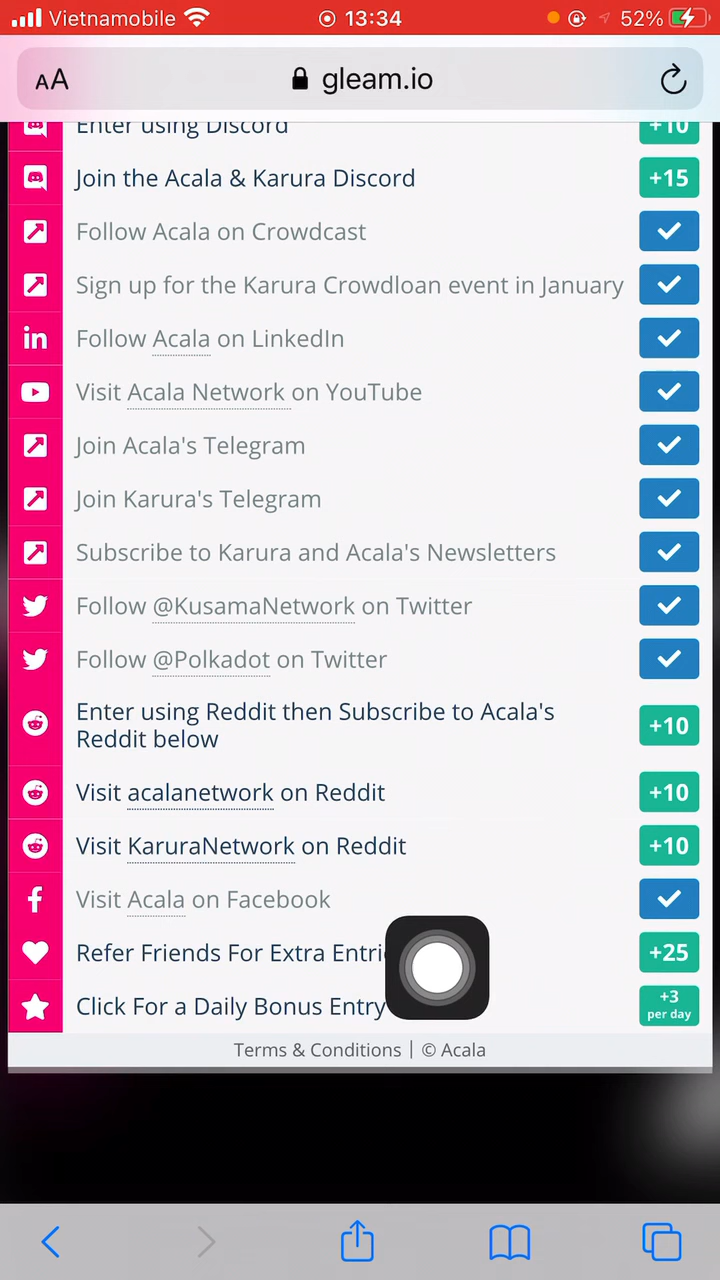 Vietnamobile 13:34 52%
AA gleam.io
Enter using Discord +10
Join the Acala & Karura Discord +15
Follow Acala on Crowdcast
Sign up for the Karura Crowdloan event in January
in Follow Acala on LinkedIn
Visit Acala Network on YouTube
Join Acala's Telegram
Join Karura's Telegram
Subscribe to Karura and Acala's Newsletters
Follow @KusamaNetwork on Twitter
Follow @Polkadot on Twitter
Enter using Reddit then Subscribe to Acala's
Reddit below +10
Visit acalanetwork on Reddit +10
Visit KaruraNetwork on Reddit +10
Visit Acala on Facebook
Refer Friends For Extra Entri +25
Click For a Daily Bonus Entry +3
per day
Terms & Conditions | © Acala